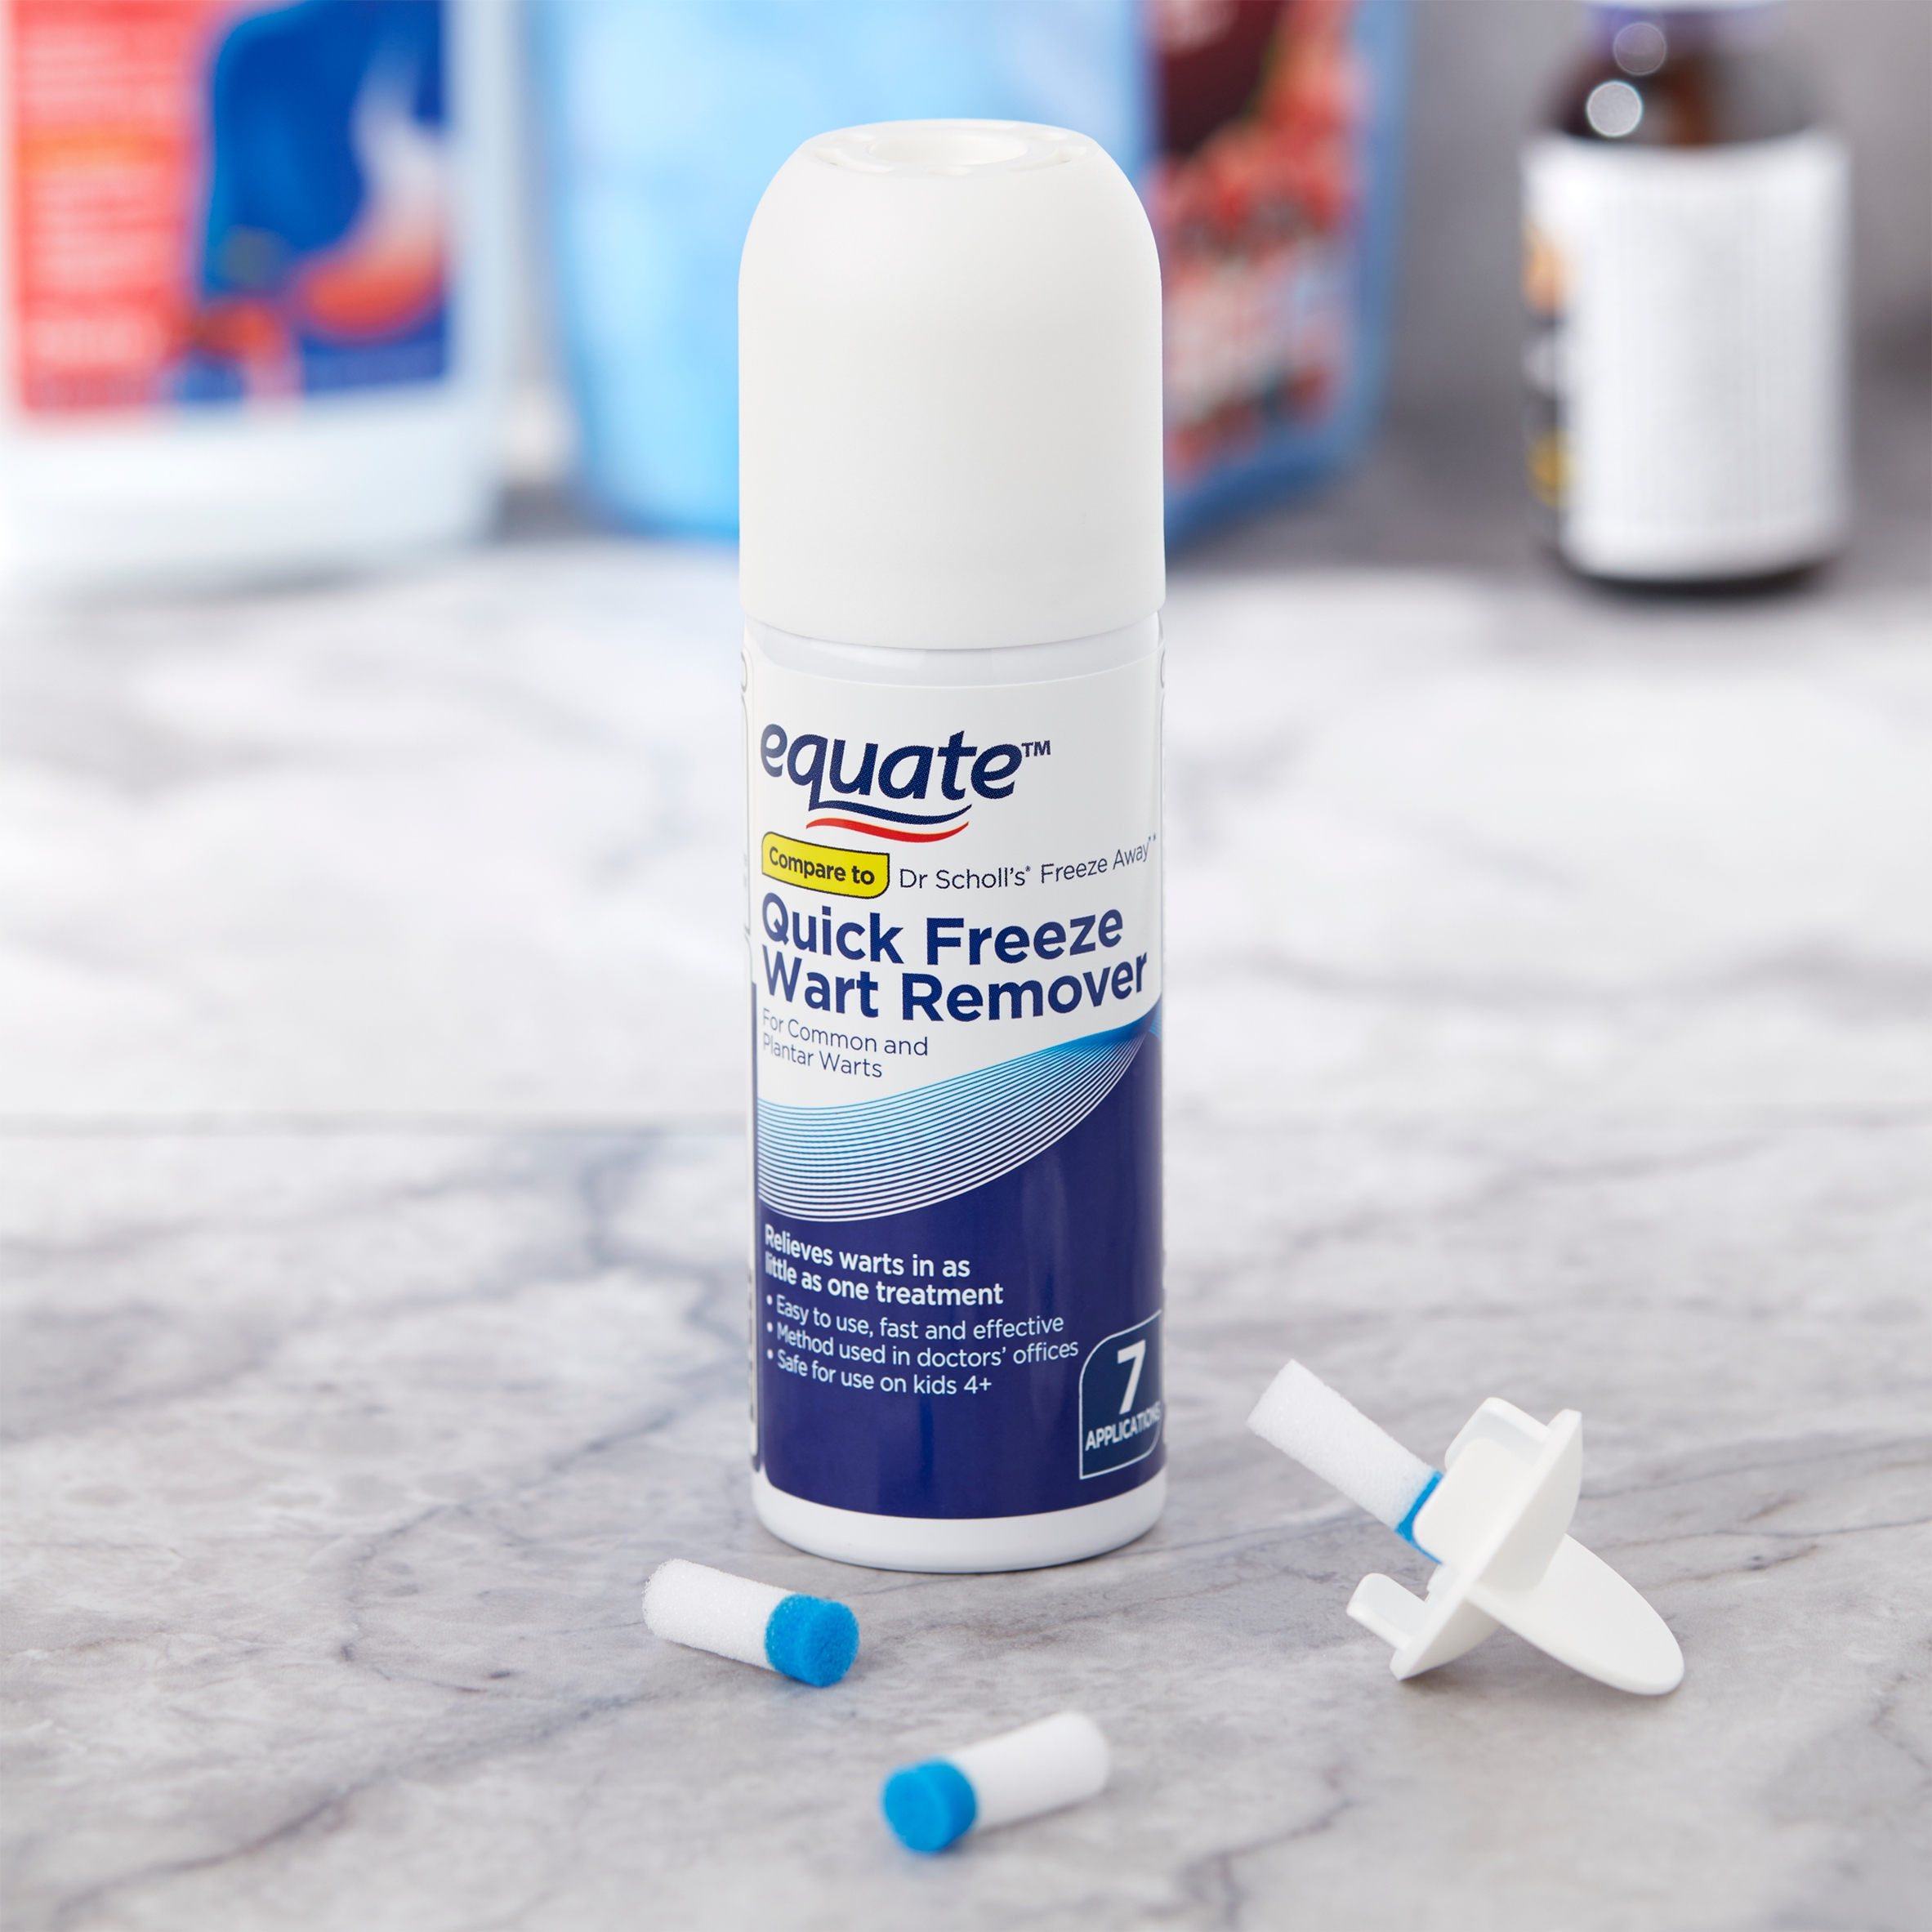 equate™
Compare to Dr Scholl's® Freeze Away®*
Quick Freeze
Wart Remover
For Common and
Plantar Warts
Relieves warts in as
little as one treatment
• Easy to use, fast and effective
• Method used in doctors' offices
• Safe for use on kids 4+
7
APPLICATIONS